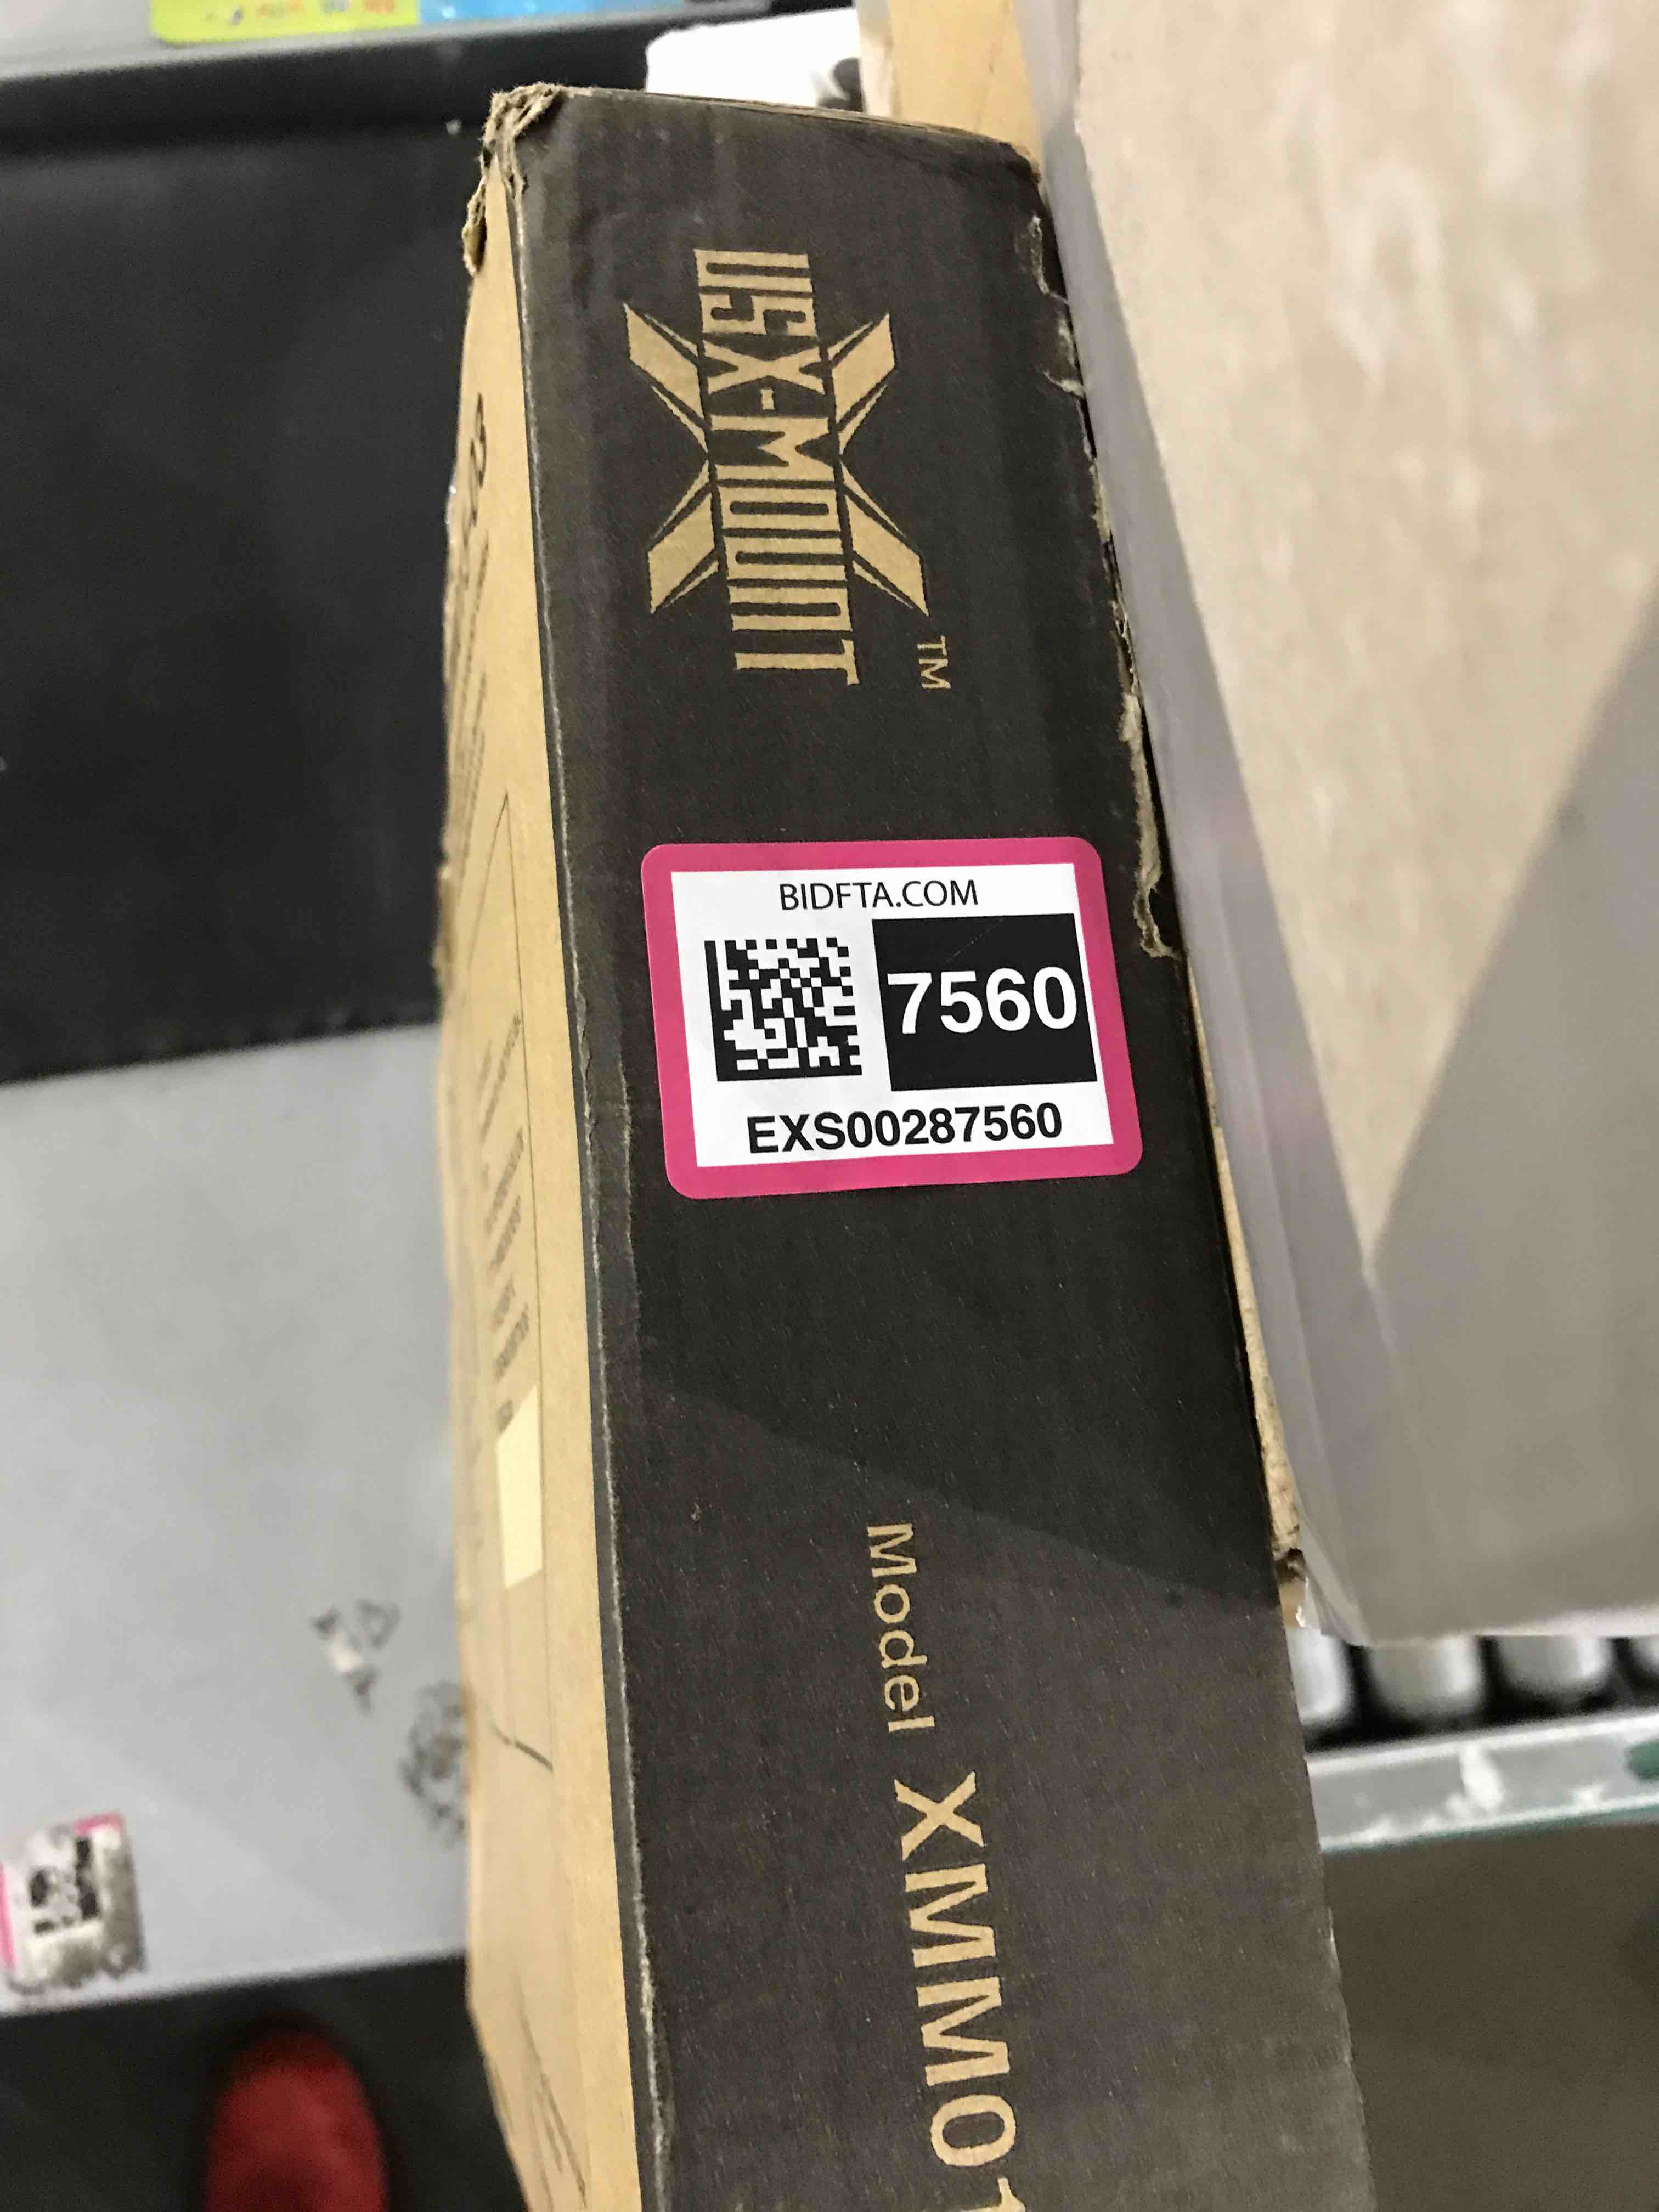 USX-MOUNT
TM
BIDFTA.COM
7560
EXS00287560
Model XMM01